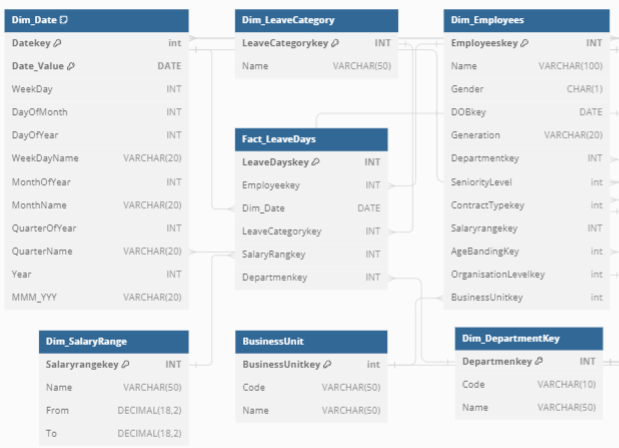 Dim_Date
Datekey int
Date_Value DATE
WeekDay INT
DayOfMonth INT
DayOfYear INT
WeekDayName VARCHAR(20)
MonthOfYear INT
MonthName VARCHAR(20)
QuarterOfYear INT
QuarterName VARCHAR(20)
Year INT
MMM_YYY VARCHAR(20)
Dim_LeaveCategory
LeaveCategorykey INT
Name VARCHAR(50)
Dim_Employees
Employeeskey INT
Name VARCHAR(100)
Gender CHAR(1)
DOBkey DATE
Generation VARCHAR(20)
Departmentkey INT
SeniorityLevel int
ContractTypekey int
Salaryrangekey INT
AgeBandingKey int
OrganisationLevelkey int
BusinessUnitkey int
Fact_LeaveDays
LeaveDayskey INT
Employeekey INT
Dim_Date DATE
LeaveCategorykey INT
SalaryRangkey INT
Departmenkey INT
Dim_SalaryRange
Salaryrangekey INT
Name VARCHAR(50)
From DECIMAL(18,2)
To DECIMAL(18,2)
BusinessUnit
BusinessUnitkey int
Code VARCHAR(50)
Name VARCHAR(50)
Dim_DepartmentKey
Departmenkey INT
Code VARCHAR(10)
Name VARCHAR(50)